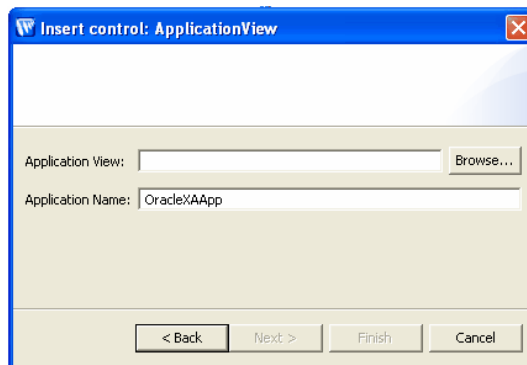 Insert control: ApplicationView
Application View:
Browse...
Application Name: OracleXAApp
< Back Next > Finish Cancel